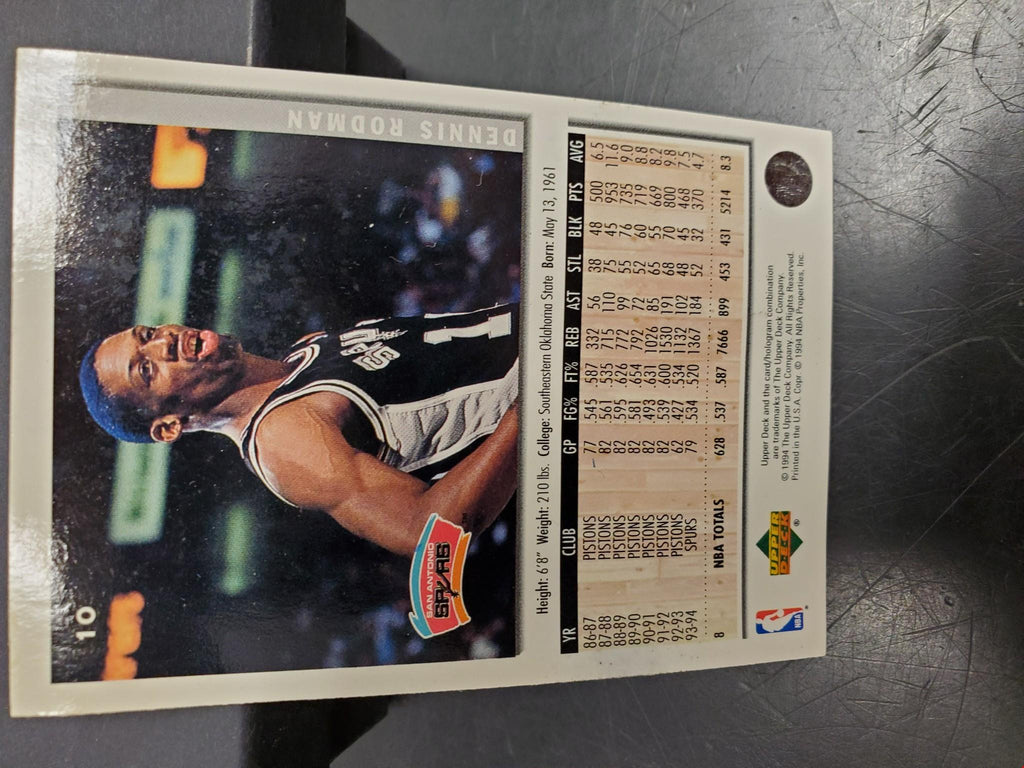 10
DENNIS RODMAN
SAN
1
SAN ANTONIO
SPURS
TM
Height: 6'8" Weight: 210 lbs. College: Southeastern Oklahoma State Born: May 13, 1961
YR CLUB GP FG% FT% REB AST STL BLK PTS AVG
86-87 PISTONS 77 .545 .587 332 56 38 48 500 6.5
87-88 PISTONS 82 .561 .535 715 110 75 45 953 11.6
88-89 PISTONS 82 .595 .626 772 99 55 76 735 9.0
89-90 PISTONS 82 .581 .654 792 72 52 60 719 8.8
90-91 PISTONS 82 .493 .631 1026 85 65 55 669 8.2
91-92 PISTONS 82 .539 .600 1530 191 68 70 800 9.8
92-93 PISTONS 62 .427 .534 1132 102 48 45 468 7.5
93-94 SPURS 79 .534 .520 1367 184 52 32 370 4.7
8 NBA TOTALS 628 .537 .587 7666 899 453 431 5214 8.3
NBA ®
UPPER
DECK ®
Upper Deck and the card/hologram combination
are trademarks of The Upper Deck Company.
© 1994 The Upper Deck Company. All Rights Reserved.
Printed in the U.S.A. Copr. © 1994 NBA Properties, Inc.